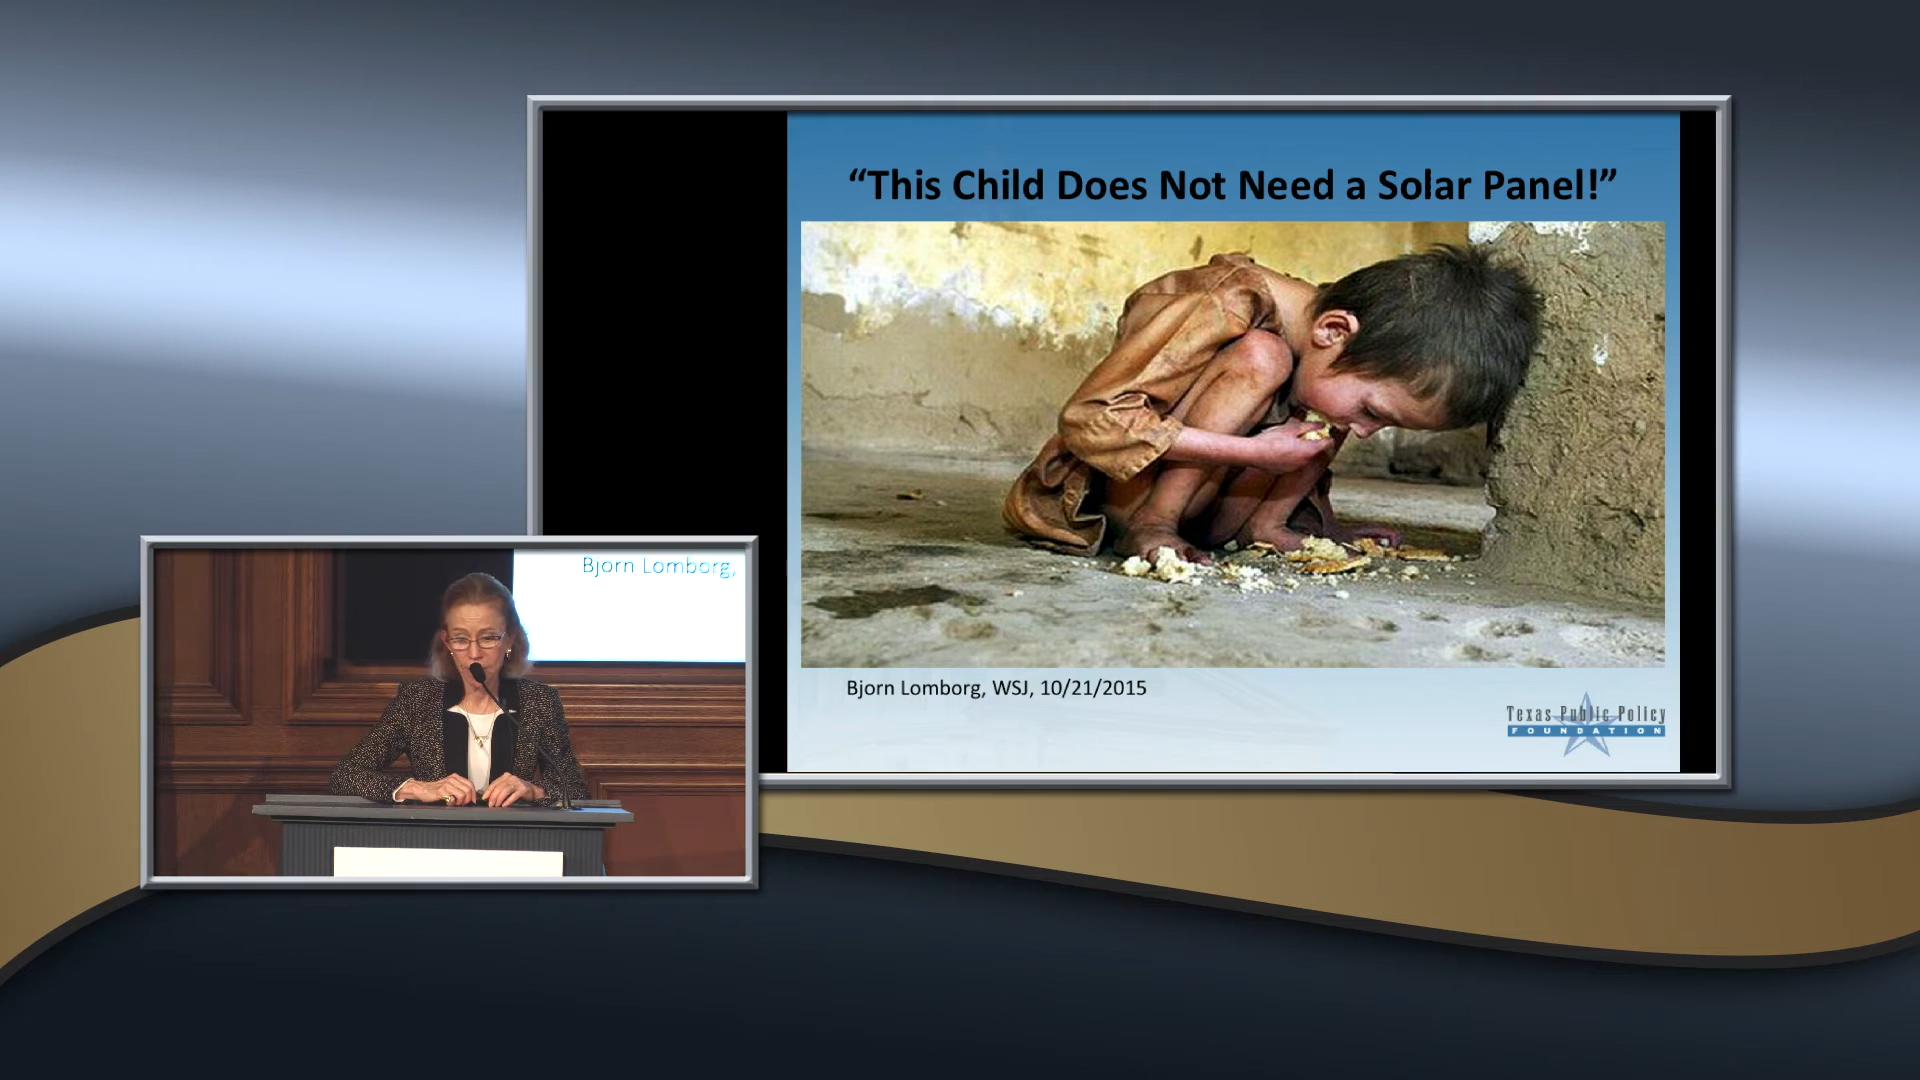 “This Child Does Not Need a Solar Panel!”
Bjorn Lomborg, WSJ, 10/21/2015
Texas Public Policy
FOUNDATION
Bjorn Lomborg,